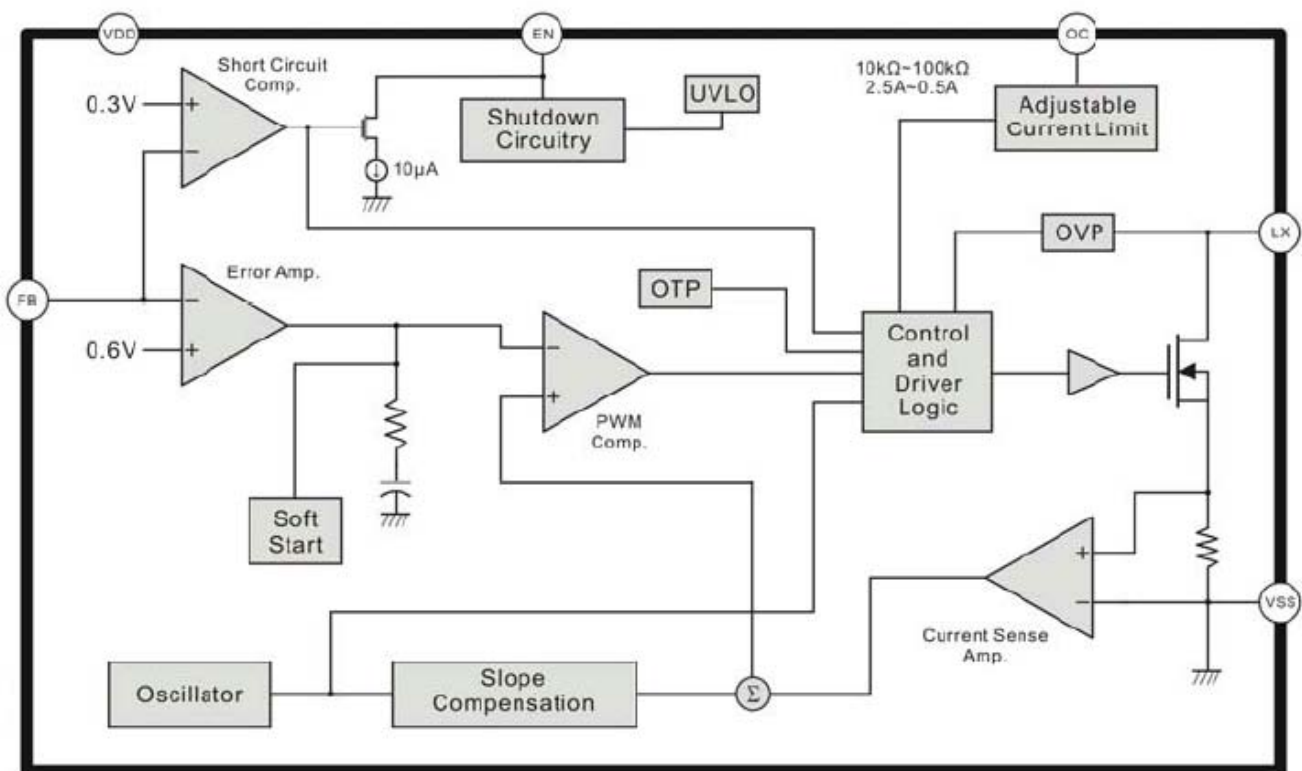 VDD
EN
OC
Short Circuit
Comp.
0.3V
+
−
10µA
Shutdown
Circuitry
UVLO
10kΩ~100kΩ
2.5A~0.5A
Adjustable
Current Limit
OVP
LX
FB
Error Amp.
−
0.6V
+
OTP
−
+
PWM
Comp.
Control
and
Driver
Logic
Soft
Start
+
−
Current Sense
Amp.
VSS
Oscillator
Slope
Compensation
Σ